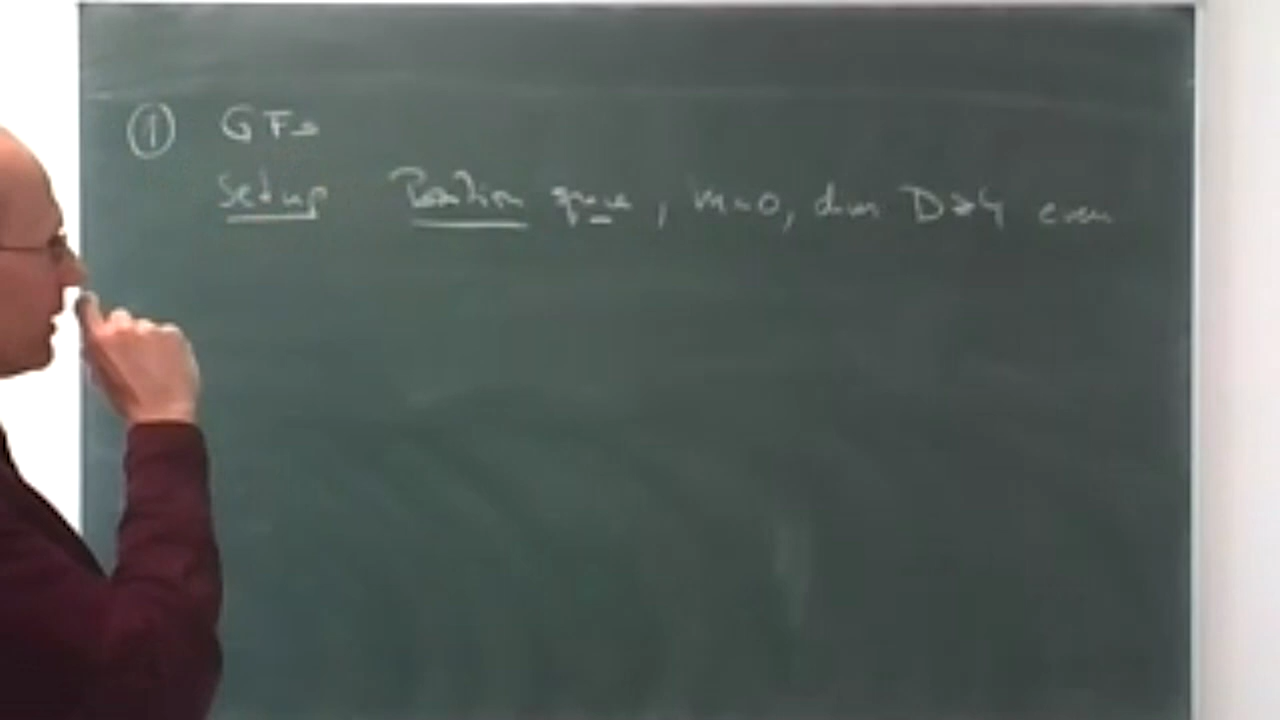 ① GFs
Setup Position space, m=0, dim D≥4 even